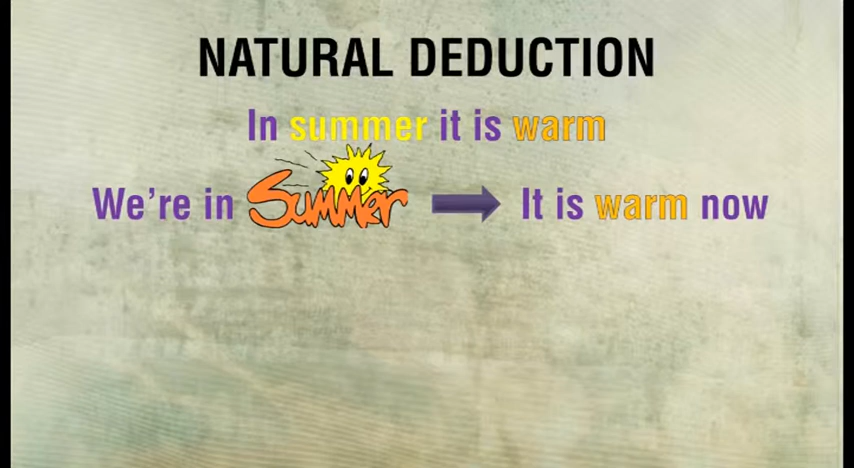 NATURAL DEDUCTION
In summer it is warm
We're in Summer It is warm now